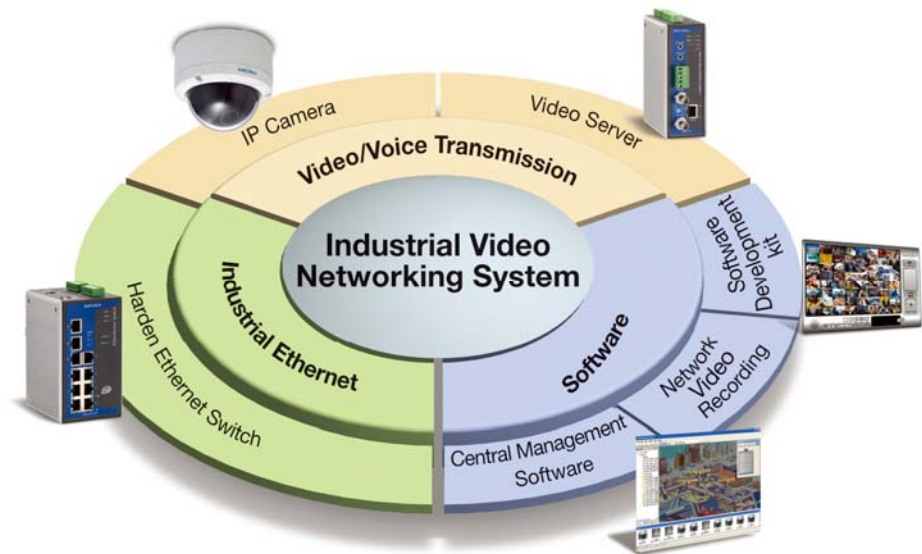 IP Camera
Video Server
Video/Voice Transmission
Industrial Video
Networking System
Industrial Ethernet
Harden Ethernet Switch
Software
Software
Development
kit
Network
Video
Recording
Central Management
Software